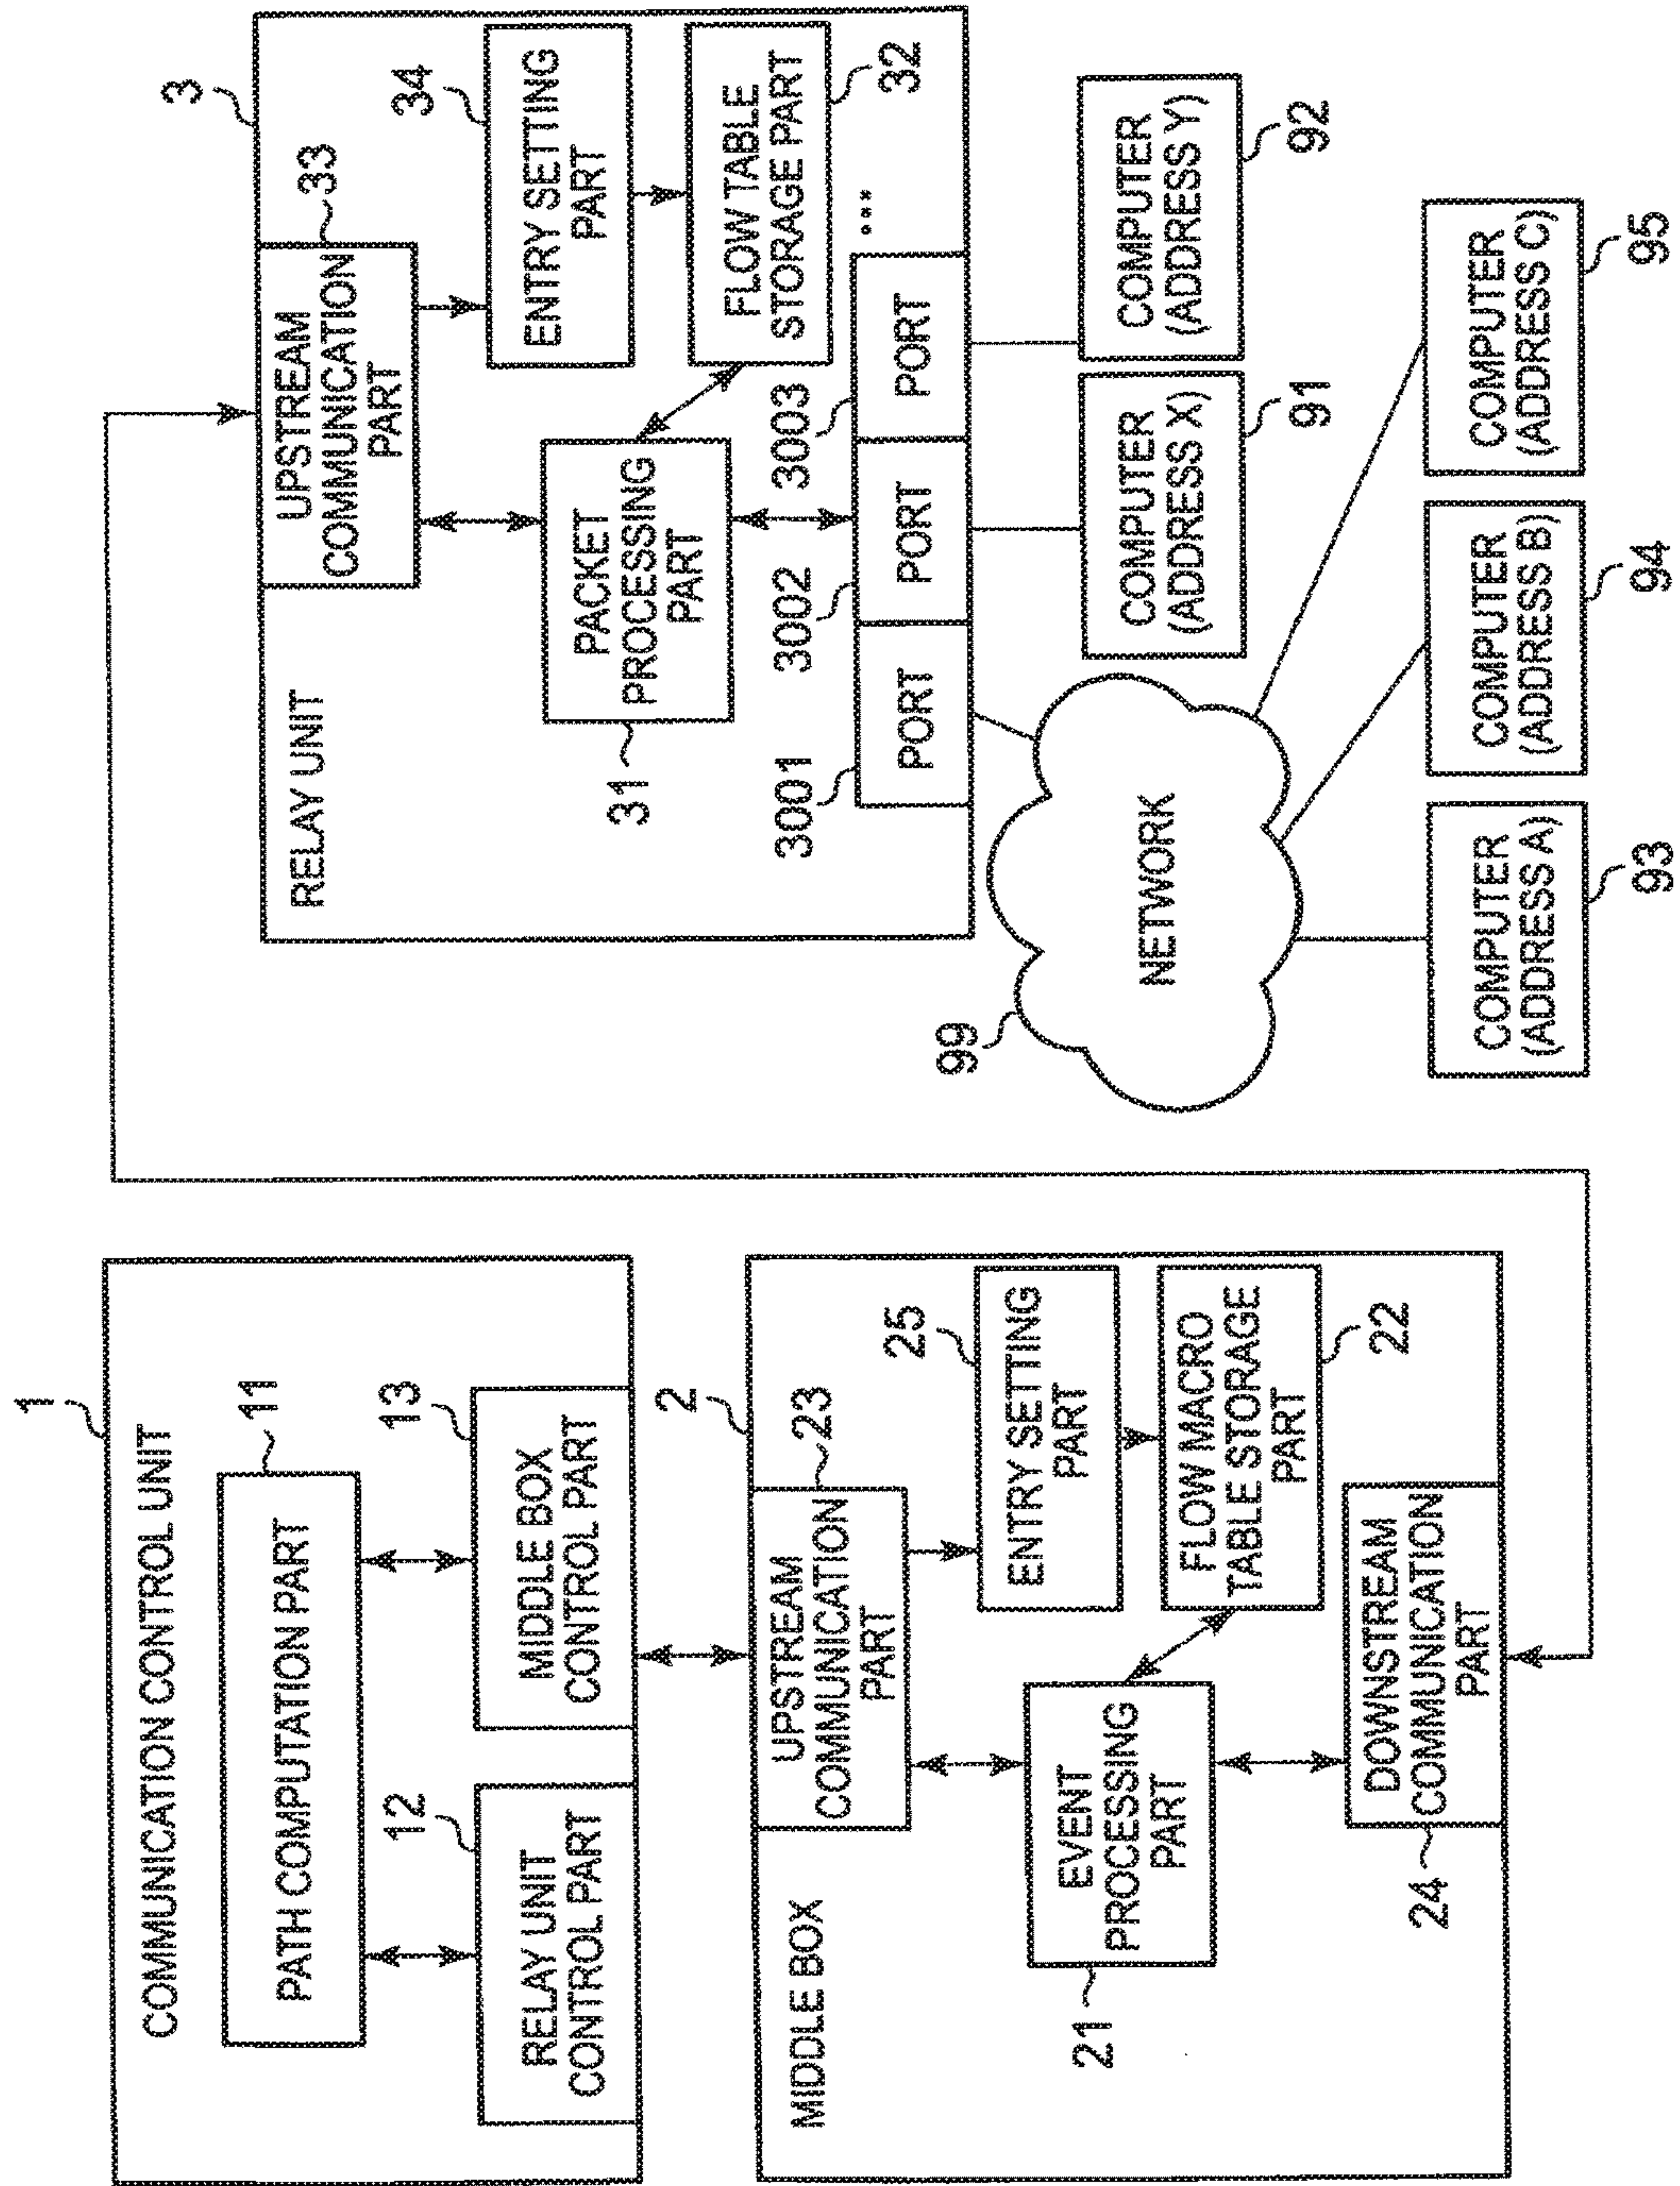 1
COMMUNICATION CONTROL UNIT
11
PATH COMPUTATION PART
12
RELAY UNIT
CONTROL PART
13
MIDDLE BOX
CONTROL PART
2
MIDDLE BOX
23
UPSTREAM
COMMUNICATION
PART
25
ENTRY SETTING
PART
21
EVENT
PROCESSING
PART
FLOW MACRO
TABLE STORAGE
PART
22
24
DOWNSTREAM
COMMUNICATION
PART
3
RELAY UNIT
33
UPSTREAM
COMMUNICATION
PART
34
ENTRY SETTING
PART
31
PACKET
PROCESSING
PART
FLOW TABLE
STORAGE PART
32
3001
PORT
3002
PORT
3003
PORT
...
99
NETWORK
COMPUTER
(ADDRESS X)
91
COMPUTER
(ADDRESS Y)
92
COMPUTER
(ADDRESS A)
93
COMPUTER
(ADDRESS B)
94
COMPUTER
(ADDRESS C)
95